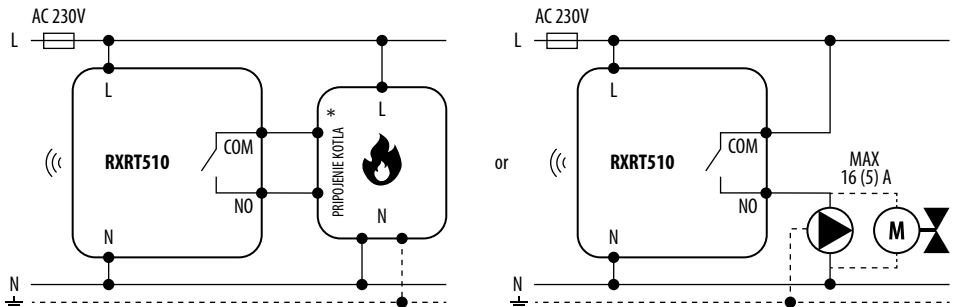 AC 230V
L
L
RXRT510
COM
NO
N
*
PRIPOJENIE KOTLA
L
N
N
or
AC 230V
L
L
RXRT510
COM
NO
N
MAX
16 (5) A
M
N